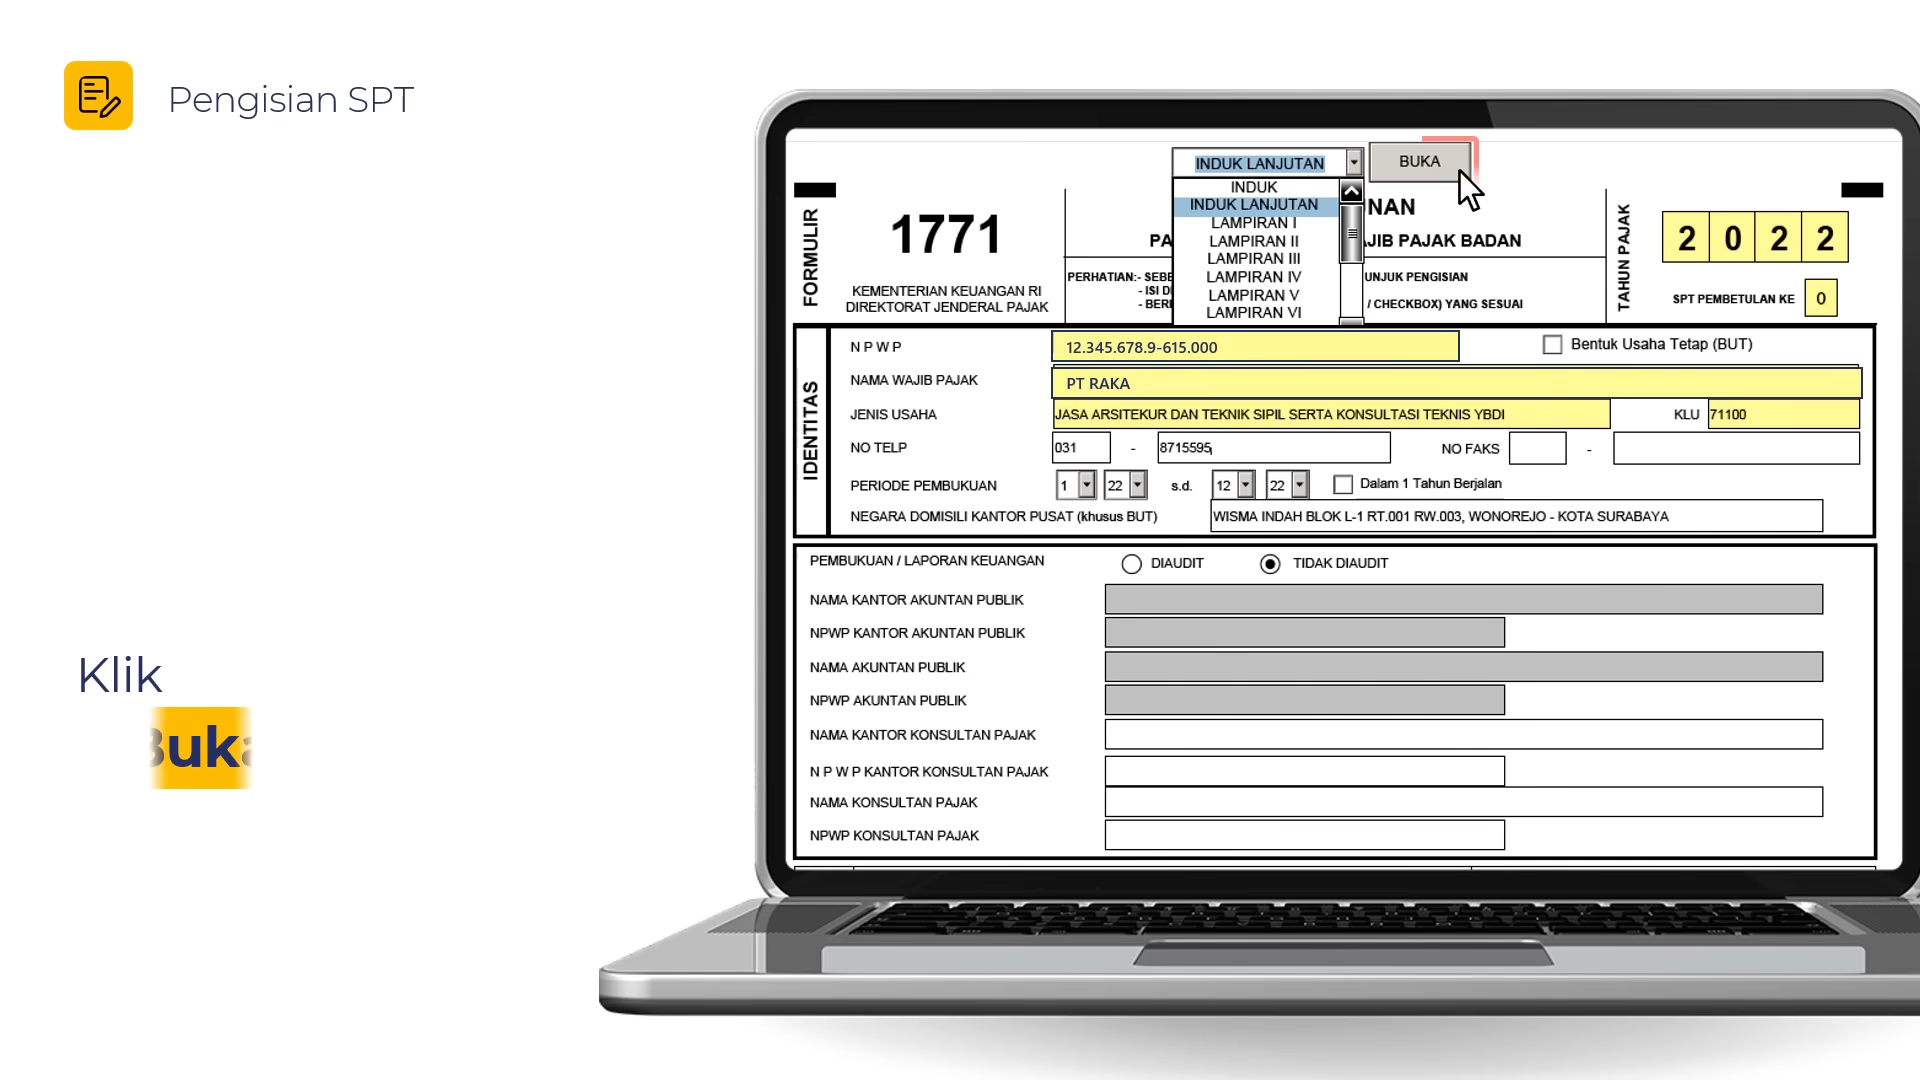 Pengisian SPT
Klik
Buka
INDUK LANJUTAN
BUKA
INDUK
INDUK LANJUTAN
LAMPIRAN I
LAMPIRAN II
LAMPIRAN III
LAMPIRAN IV
LAMPIRAN V
LAMPIRAN VI
FORMULIR
1771
KEMENTERIAN KEUANGAN RI
DIREKTORAT JENDERAL PAJAK
PAJAK BADAN
PERHATIAN:-
UNJUK PENGISIAN
- ISI
/ CHECKBOX) YANG SESUAI
TAHUN PAJAK
2 0 2 2
SPT PEMBETULAN KE 0
IDENTITAS
N P W P 12.345.678.9-615.000 Bentuk Usaha Tetap (BUT)
NAMA WAJIB PAJAK PT RAKA
JENIS USAHA JASA ARSITEKUR DAN TEKNIK SIPIL SERTA KONSULTASI TEKNIS YBDI KLU 71100
NO TELP 031 - 8715595 NO FAKS -
PERIODE PEMBUKUAN 1 22 s.d. 12 22 Dalam 1 Tahun Berjalan
NEGARA DOMISILI KANTOR PUSAT (khusus BUT) WISMA INDAH BLOK L-1 RT.001 RW.003, WONOREJO - KOTA SURABAYA
PEMBUKUAN / LAPORAN KEUANGAN DIAUDIT TIDAK DIAUDIT
NAMA KANTOR AKUNTAN PUBLIK
NPWP KANTOR AKUNTAN PUBLIK
NAMA AKUNTAN PUBLIK
NPWP AKUNTAN PUBLIK
NAMA KANTOR KONSULTAN PAJAK
N P W P KANTOR KONSULTAN PAJAK
NAMA KONSULTAN PAJAK
NPWP KONSULTAN PAJAK